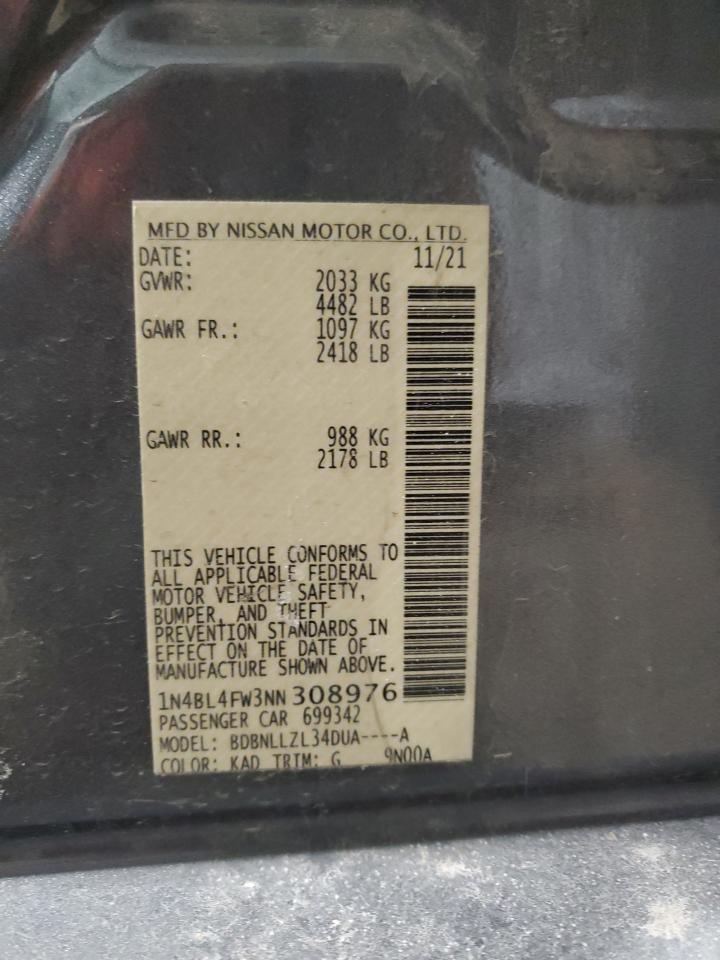 MFD BY NISSAN MOTOR CO., LTD.
DATE: 11/21
GVWR: 2033 KG
4482 LB
GAWR FR.: 1097 KG
2418 LB
GAWR RR.: 988 KG
2178 LB
THIS VEHICLE CONFORMS TO
ALL APPLICABLE FEDERAL
MOTOR VEHICLE SAFETY,
BUMPER, AND THEFT
PREVENTION STANDARDS IN
EFFECT ON THE DATE OF
MANUFACTURE SHOWN ABOVE.
1N4BL4FW3NN308976
PASSENGER CAR 699342
MODEL: BDBNLLZL34DUA----A
COLOR: KAD TRIM: G 9N00A